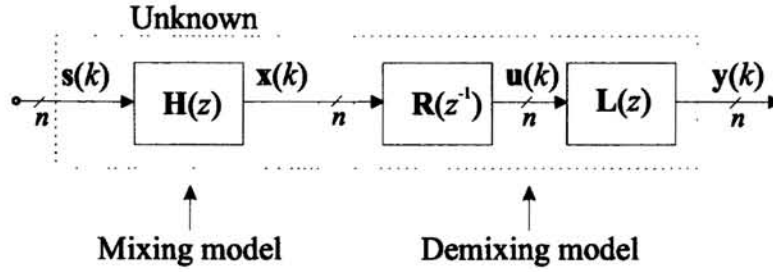 Unknown
s(k) x(k) u(k) y(k)
H(z) R(z⁻¹) L(z)
n n n n
Mixing model Demixing model